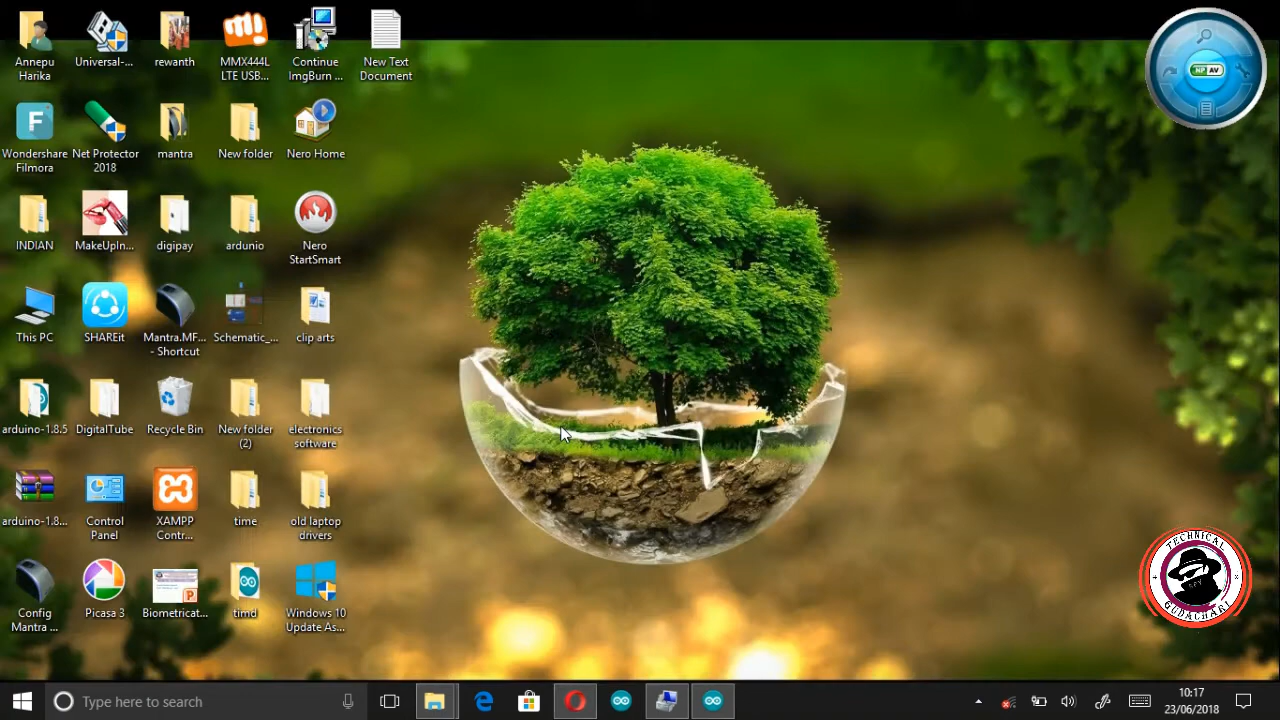 Annepu
Harika
Universal-...
rewanth
MMX444L
LTE USB...
Continue
ImgBurn ...
New Text
Document
F
Wondershare
Filmora
Net Protector
2018
mantra
New folder
Nero Home
INDIAN
MakeUpIn...
digipay
ardunio
Nero
StartSmart
This PC
SHAREit
Mantra.MF...
- Shortcut
Schematic_...
clip arts
arduino-1.8.5
DigitalTube
Recycle Bin
New folder
(2)
electronics
software
arduino-1.8...
Control
Panel
XAMPP
Contr...
time
old laptop
drivers
Config
Mantra ...
Picasa 3
Biometricat...
timd
Windows 10
Update As...
NP AV
TECHNICAL
GUDACHARI
Type here to search
10:17
23/06/2018